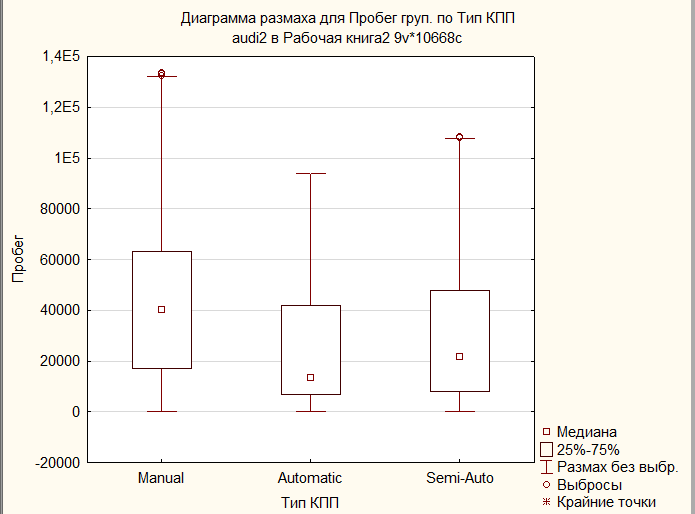 Диаграмма размаха для Пробег груп. по Тип КПП
audi2 в Рабочая книга2 9v*10668c
1,4E5
1,2E5
1E5
80000
60000
40000
20000
0
-20000
Пробег
Manual Automatic Semi-Auto
Тип КПП
Медиана
25%-75%
Размах без выбр.
Выбросы
Крайние точки